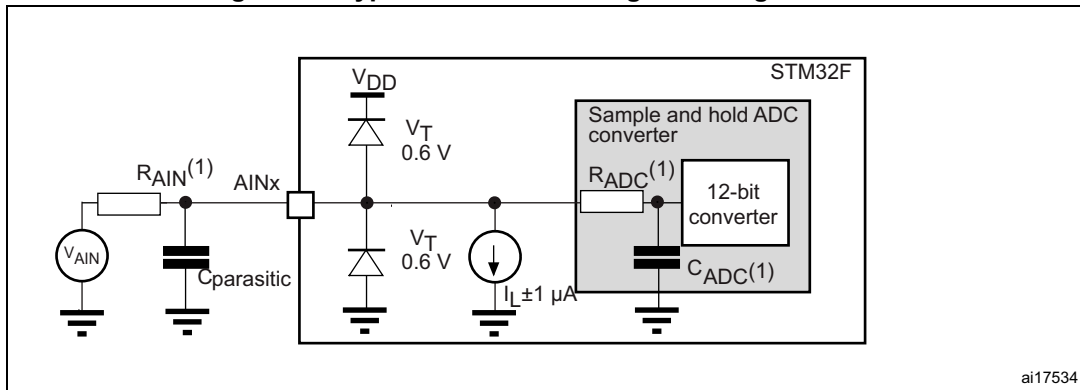 STM32F
VDD
VT
0.6 V
Sample and hold ADC
converter
RAIN(1)
AINx
RADC(1)
12-bit
converter
VAIN
Cparasitic
VT
0.6 V
IL±1 µA
CADC(1)
ai17534